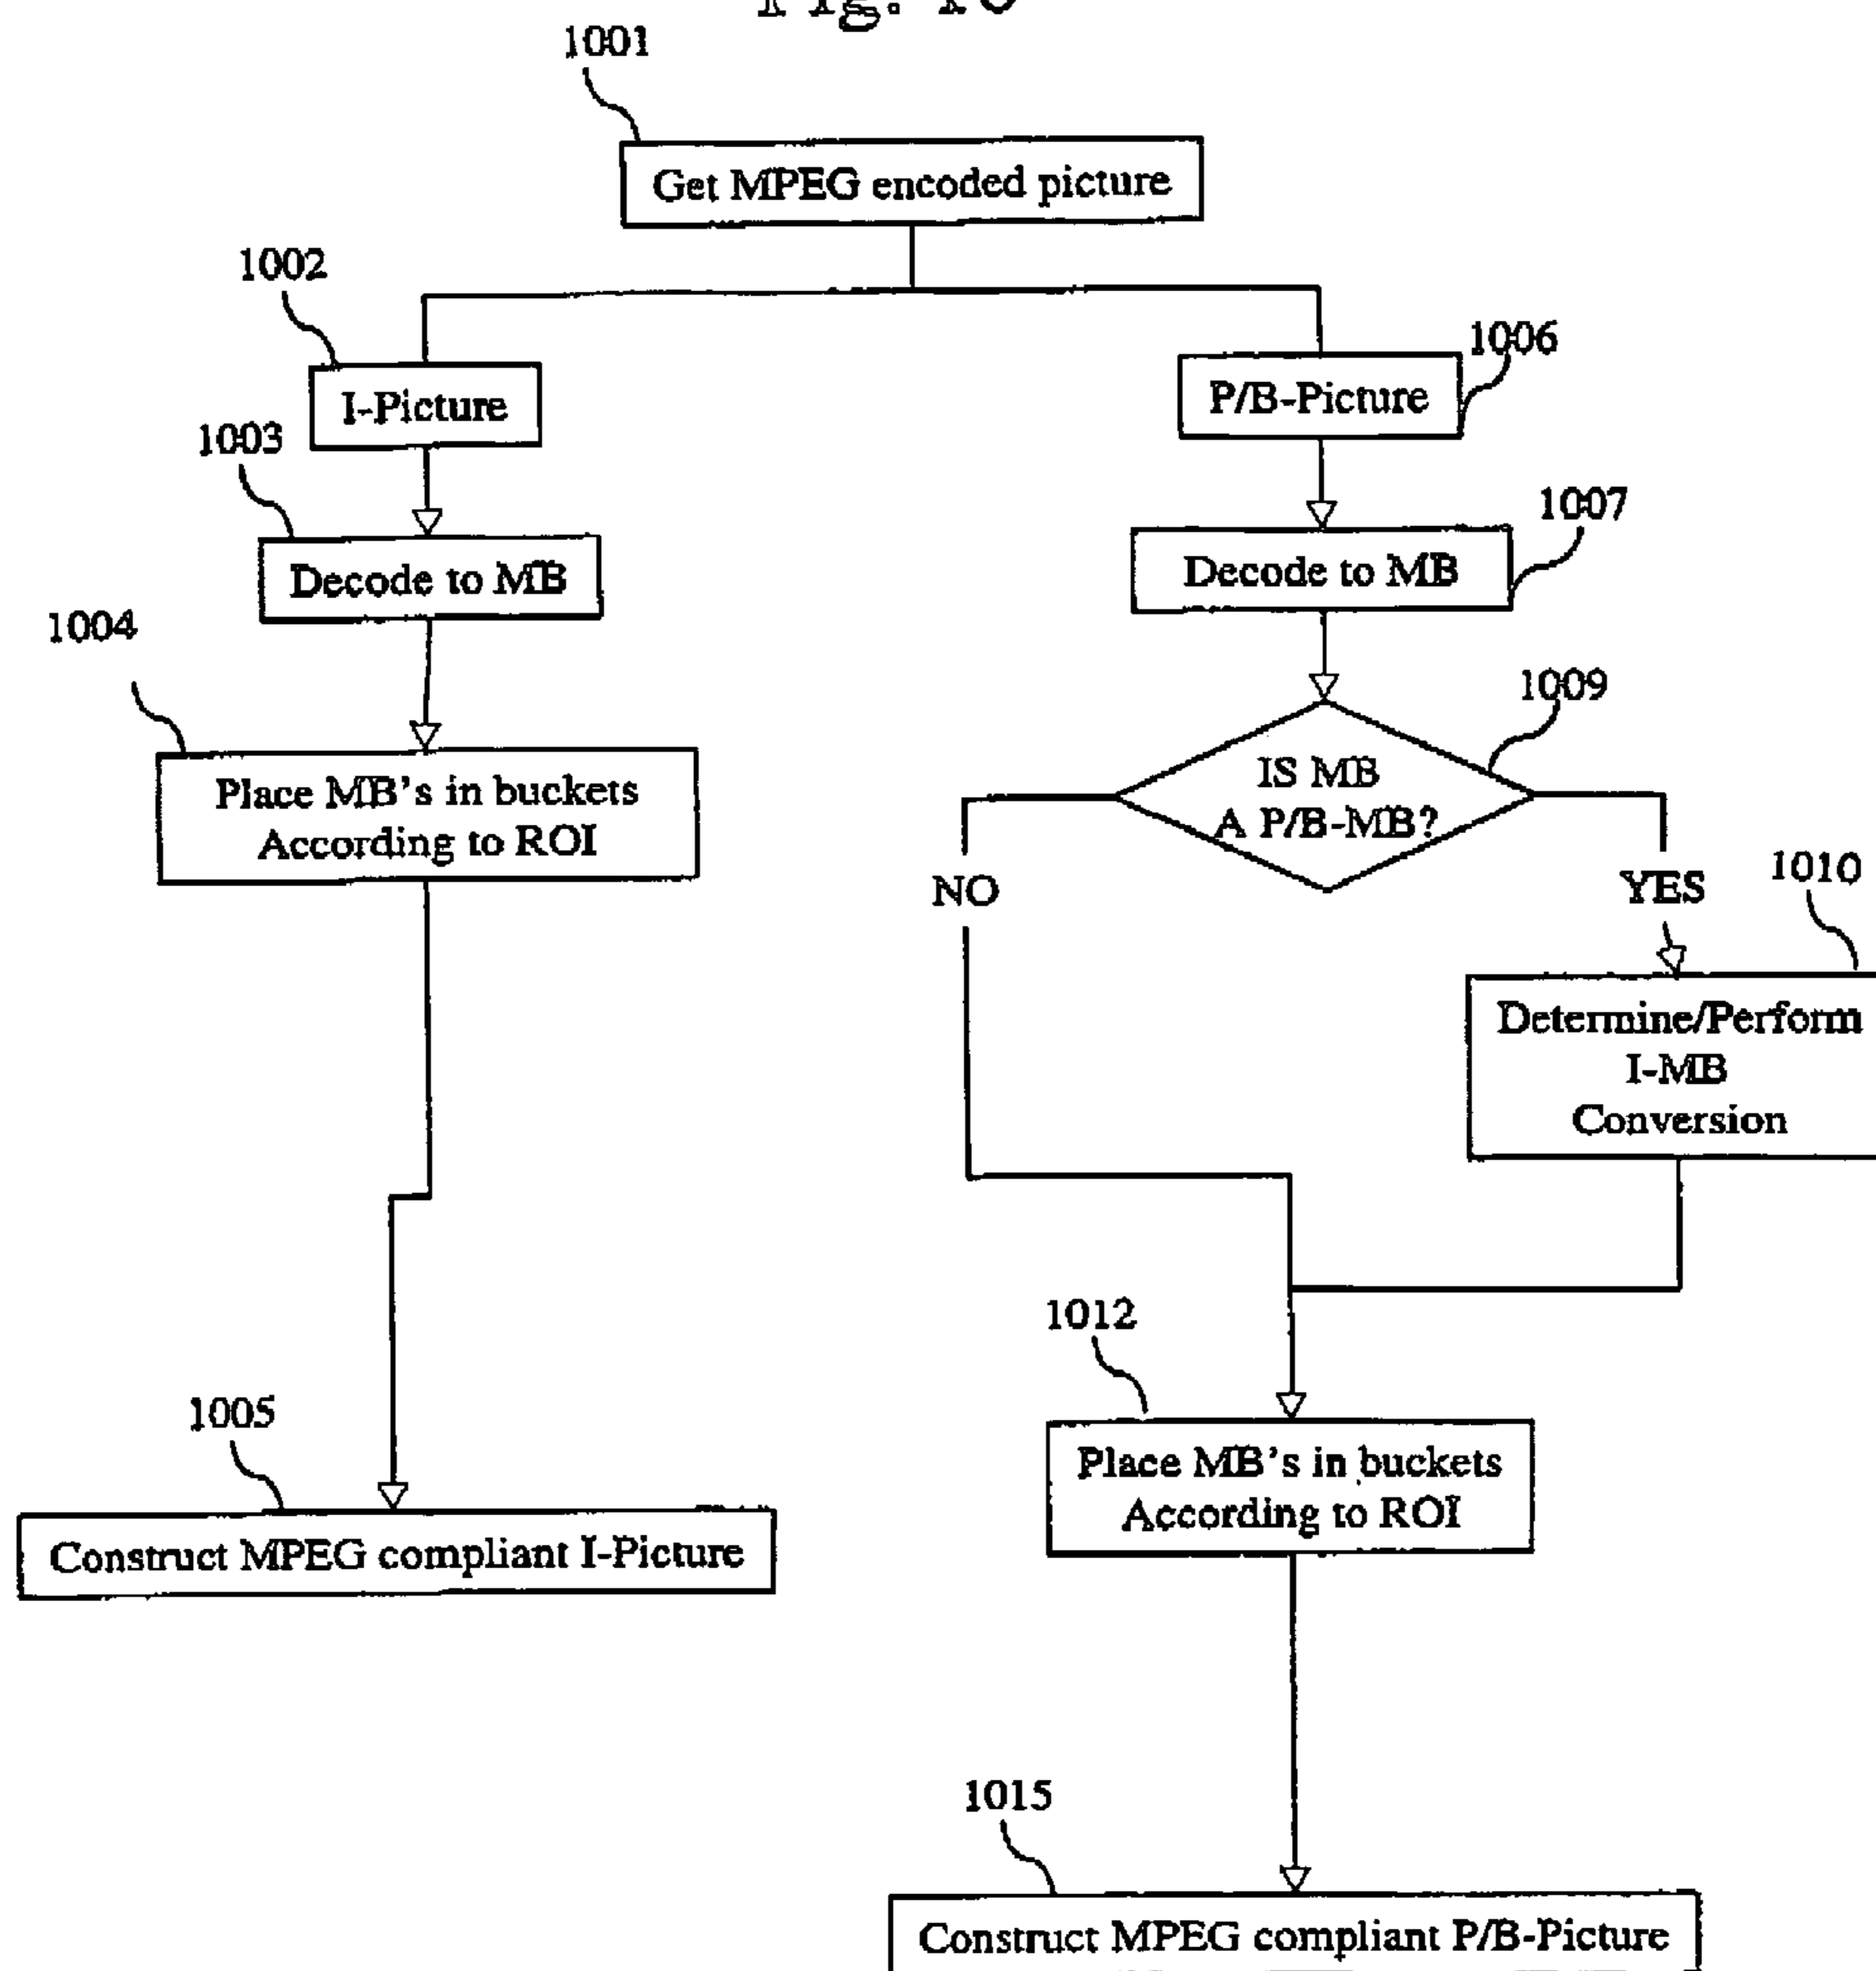 Fig. 10
1001
Get MPEG encoded picture
1002
I-Picture
1006
P/B-Picture
1003
Decode to MB
1007
Decode to MB
1004
Place MB's in buckets
According to ROI
1009
IS MB
A P/B-MB?
NO
YES
1010
Determine/Perform
I-MB
Conversion
1012
Place MB's in buckets
According to ROI
1005
Construct MPEG compliant I-Picture
1015
Construct MPEG compliant P/B-Picture